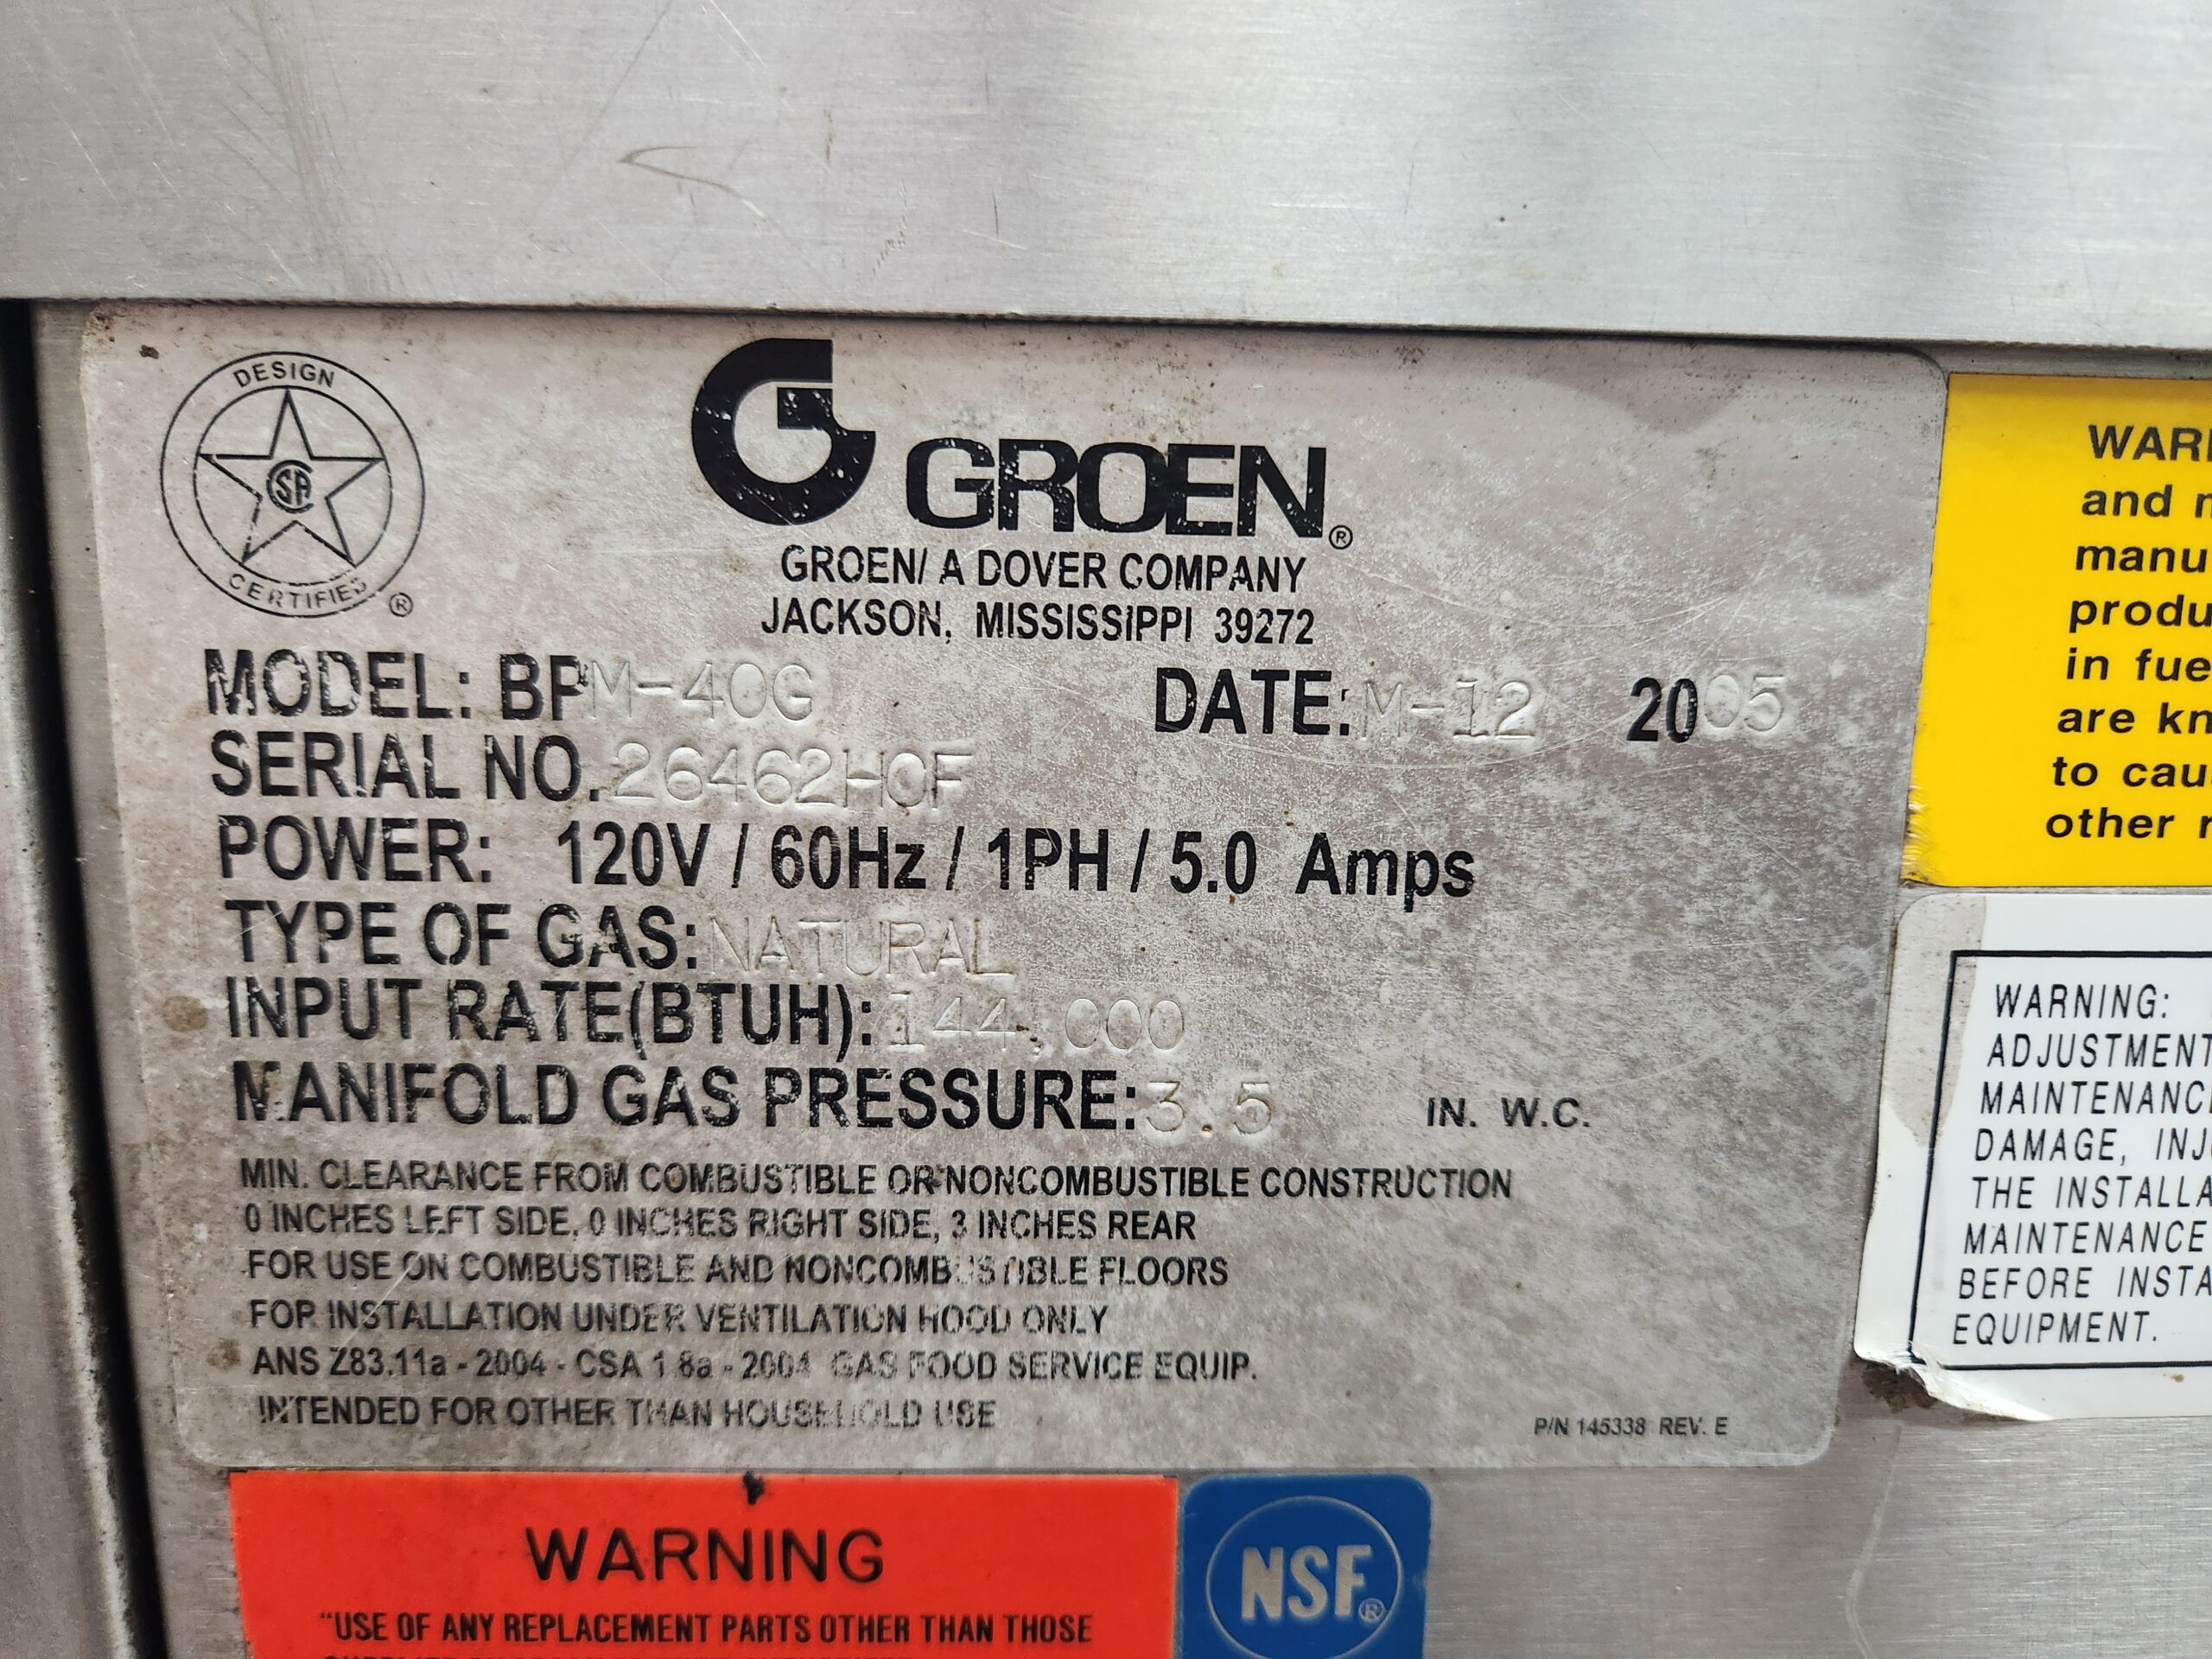 DESIGN
SA
CERTIFIED ®
GROEN®
GROEN/ A DOVER COMPANY
JACKSON, MISSISSIPPI 39272
MODEL: BPM-40G DATE: M-12 2005
SERIAL NO. 26462HOF
POWER: 120V / 60Hz / 1PH / 5.0 Amps
TYPE OF GAS: NATURAL
INPUT RATE(BTUH): 144,000
MANIFOLD GAS PRESSURE: 3.5 IN. W.C.
MIN. CLEARANCE FROM COMBUSTIBLE OR NONCOMBUSTIBLE CONSTRUCTION
0 INCHES LEFT SIDE, 0 INCHES RIGHT SIDE, 3 INCHES REAR
FOR USE ON COMBUSTIBLE AND NONCOMBUSTIBLE FLOORS
FOR INSTALLATION UNDER VENTILATION HOOD ONLY
ANS Z83.11a - 2004 - CSA 1.8a - 2004 GAS FOOD SERVICE EQUIP.
INTENDED FOR OTHER THAN HOUSEHOLD USE
P/N 145338 REV. E
WARNING
"USE OF ANY REPLACEMENT PARTS OTHER THAN THOSE
NSF®
and
manu
produ
in fue
are kn
to cau
other
WARNING:
ADJUSTMENT
MAINTENANC
DAMAGE, INJ
THE INSTALLA
MAINTENANCE
BEFORE INSTA
EQUIPMENT.